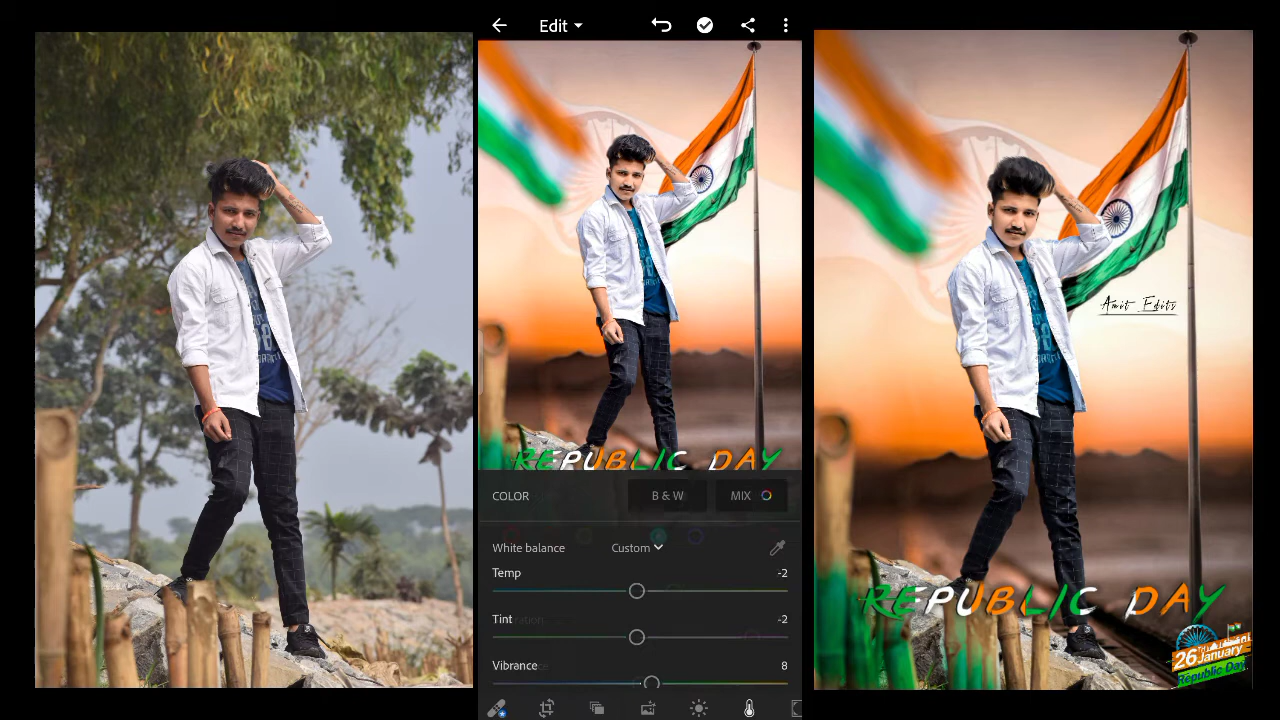 Edit
REPUBLIC DAY
COLOR
B & W
MIX
White balance
Custom
Temp
-2
Tint
-2
Vibrance
8
Amit Edits
REPUBLIC DAY
26TH January
Republic Day